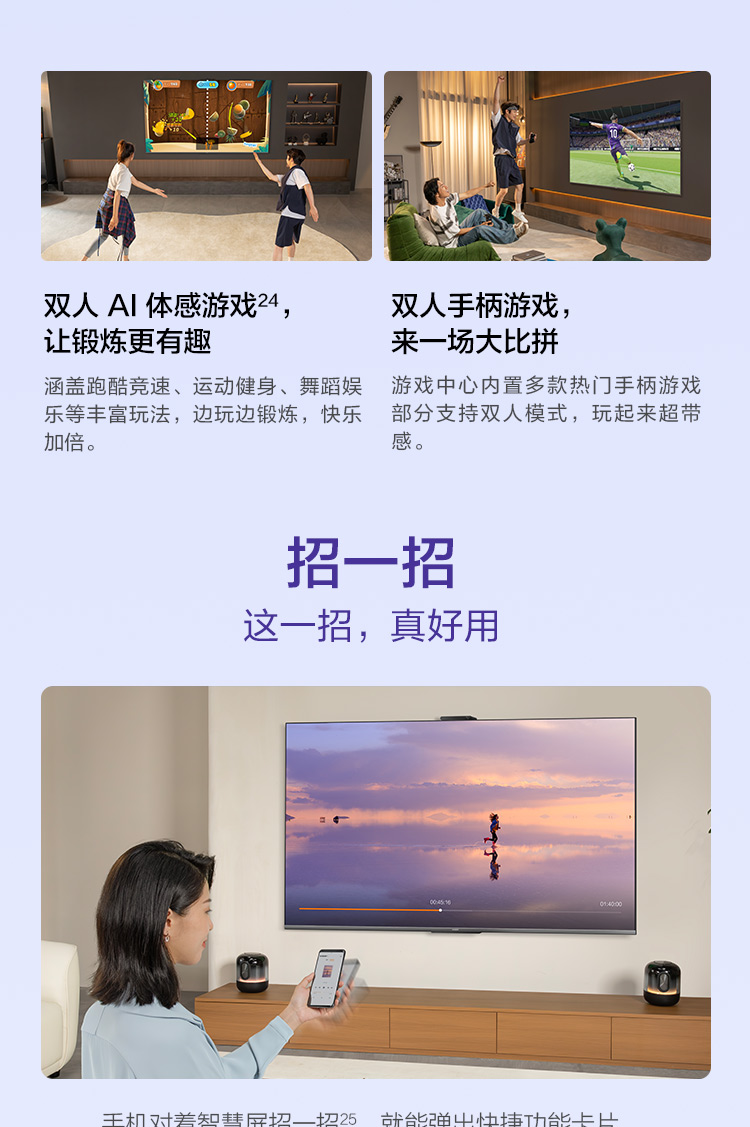 双人 AI 体感游戏24，
让锻炼更有趣
涵盖跑酷竞速、运动健身、舞蹈娱
乐等丰富玩法，边玩边锻炼，快乐
加倍。
双人手柄游戏，
来一场大比拼
游戏中心内置多款热门手柄游戏
部分支持双人模式，玩起来超带
感。
招一招
这一招，真好用
00:45:16
01:40:00
手机对着智慧屏招一招25，就能弹出快捷功能卡片